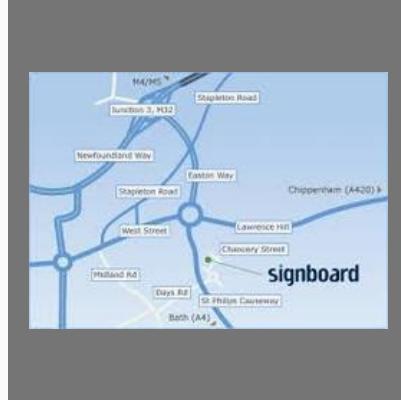 M4/M5
Stapleton Road
Junction 3, M32
Newfoundland Way
Easton Way
Stapleton Road
Chippenham (A420)
Lawrence Hill
West Street
Chancery Street
Midland Rd
signboard
Days Rd
St Philips Causeway
Bath (A4)